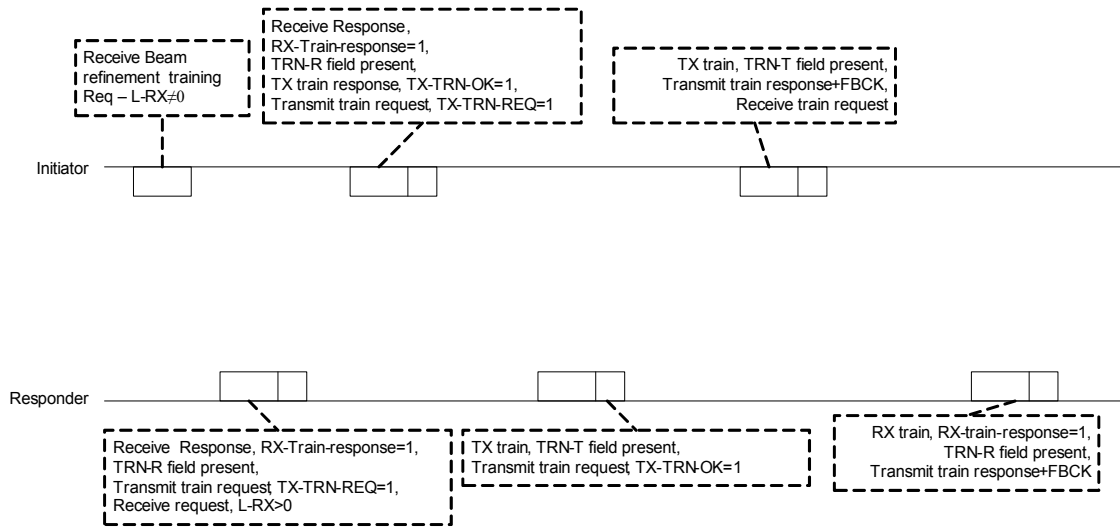 Receive Beam
refinement training
Req – L-RX≠0
Receive Response,
RX-Train-response=1,
TRN-R field present,
TX train response, TX-TRN-OK=1,
Transmit train request, TX-TRN-REQ=1
TX train, TRN-T field present,
Transmit train response+FBCK,
Receive train request
Initiator
Responder
Receive Response, RX-Train-response=1,
TRN-R field present,
Transmit train request, TX-TRN-REQ=1,
Receive request, L-RX>0
TX train, TRN-T field present,
Transmit train request, TX-TRN-OK=1
RX train, RX-train-response=1,
TRN-R field present,
Transmit train response+FBCK